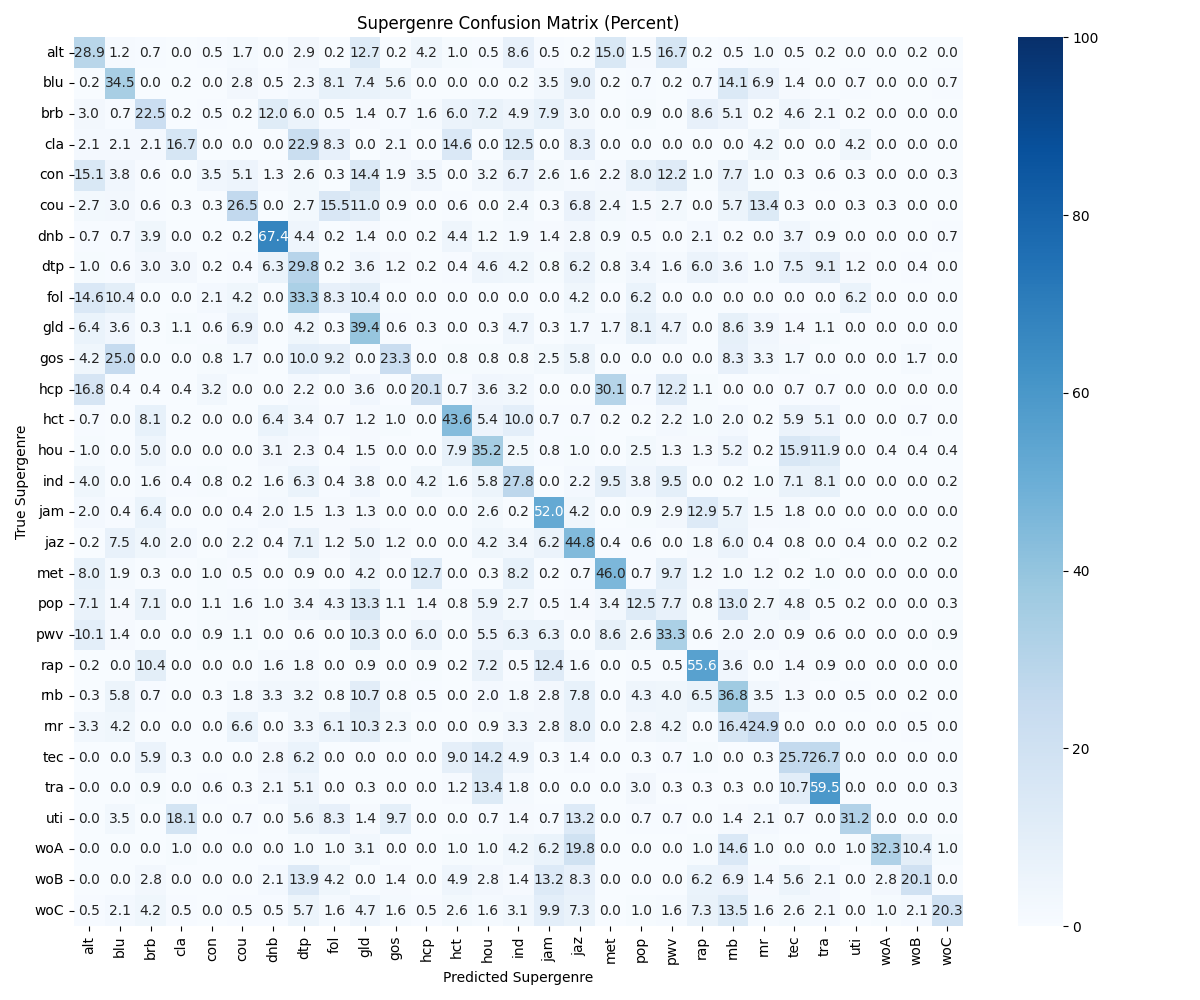 Supergenre Confusion Matrix (Percent)
alt 28.9 1.2 0.7 0.0 0.5 1.7 0.0 2.9 0.2 12.7 0.2 4.2 1.0 0.5 8.6 0.5 0.2 15.0 1.5 16.7 0.2 0.5 1.0 0.5 0.2 0.0 0.0 0.2 0.0
blu 0.2 34.5 0.0 0.2 0.0 2.8 0.5 2.3 8.1 7.4 5.6 0.0 0.0 0.0 0.2 3.5 9.0 0.2 0.7 0.2 0.7 14.1 6.9 1.4 0.0 0.7 0.0 0.0 0.7
brb 3.0 0.7 22.5 0.2 0.5 0.2 12.0 6.0 0.5 1.4 0.7 1.6 6.0 7.2 4.9 7.9 3.0 0.0 0.9 0.0 8.6 5.1 0.2 4.6 2.1 0.2 0.0 0.0 0.0
cla 2.1 2.1 2.1 16.7 0.0 0.0 0.0 22.9 8.3 0.0 2.1 0.0 14.6 0.0 12.5 0.0 8.3 0.0 0.0 0.0 0.0 0.0 4.2 0.0 0.0 4.2 0.0 0.0 0.0
con 15.1 3.8 0.6 0.0 3.5 5.1 1.3 2.6 0.3 14.4 1.9 3.5 0.0 3.2 6.7 2.6 1.6 2.2 8.0 12.2 1.0 7.7 1.0 0.3 0.6 0.3 0.0 0.0 0.3
cou 2.7 3.0 0.6 0.3 0.3 26.5 0.0 2.7 15.5 11.0 0.9 0.0 0.6 0.0 2.4 0.3 6.8 2.4 1.5 2.7 0.0 5.7 13.4 0.3 0.0 0.3 0.3 0.0 0.0
dnb 0.7 0.7 3.9 0.0 0.2 0.2 67.4 4.4 0.2 1.4 0.0 0.2 4.4 1.2 1.9 1.4 2.8 0.9 0.5 0.0 2.1 0.2 0.0 3.7 0.9 0.0 0.0 0.0 0.7
dtp 1.0 0.6 3.0 3.0 0.2 0.4 6.3 29.8 0.2 3.6 1.2 0.2 0.4 4.6 4.2 0.8 6.2 0.8 3.4 1.6 6.0 3.6 1.0 7.5 9.1 1.2 0.0 0.4 0.0
fol 14.6 10.4 0.0 0.0 2.1 4.2 0.0 33.3 8.3 10.4 0.0 0.0 0.0 0.0 0.0 0.0 4.2 0.0 6.2 0.0 0.0 0.0 0.0 0.0 0.0 6.2 0.0 0.0 0.0
gld 6.4 3.6 0.3 1.1 0.6 6.9 0.0 4.2 0.3 39.4 0.6 0.3 0.0 0.3 4.7 0.3 1.7 1.7 8.1 4.7 0.0 8.6 3.9 1.4 1.1 0.0 0.0 0.0 0.0
gos 4.2 25.0 0.0 0.0 0.8 1.7 0.0 10.0 9.2 0.0 23.3 0.0 0.8 0.8 0.8 2.5 5.8 0.0 0.0 0.0 0.0 8.3 3.3 1.7 0.0 0.0 0.0 1.7 0.0
hcp 16.8 0.4 0.4 0.4 3.2 0.0 0.0 2.2 0.0 3.6 0.0 20.1 0.7 3.6 3.2 0.0 0.0 30.1 0.7 12.2 1.1 0.0 0.0 0.7 0.7 0.0 0.0 0.0 0.0
hct 0.7 0.0 8.1 0.2 0.0 0.0 6.4 3.4 0.7 1.2 1.0 0.0 43.6 5.4 10.0 0.7 0.7 0.2 0.2 2.2 1.0 2.0 0.2 5.9 5.1 0.0 0.0 0.7 0.0
hou 1.0 0.0 5.0 0.0 0.0 0.0 3.1 2.3 0.4 1.5 0.0 0.0 7.9 35.2 2.5 0.8 1.0 0.0 2.5 1.3 1.3 5.2 0.2 15.9 11.9 0.0 0.4 0.4 0.4
ind 4.0 0.0 1.6 0.4 0.8 0.2 1.6 6.3 0.4 3.8 0.0 4.2 1.6 5.8 27.8 0.0 2.2 9.5 3.8 9.5 0.0 0.2 1.0 7.1 8.1 0.0 0.0 0.0 0.2
jam 2.0 0.4 6.4 0.0 0.0 0.4 2.0 1.5 1.3 1.3 0.0 0.0 0.0 2.6 0.2 52.0 4.2 0.0 0.9 2.9 12.9 5.7 1.5 1.8 0.0 0.0 0.0 0.0 0.0
jaz 0.2 7.5 4.0 2.0 0.0 2.2 0.4 7.1 1.2 5.0 1.2 0.0 0.0 4.2 3.4 6.2 44.8 0.4 0.6 0.0 1.8 6.0 0.4 0.8 0.0 0.4 0.0 0.2 0.2
met 8.0 1.9 0.3 0.0 1.0 0.5 0.0 0.9 0.0 4.2 0.0 12.7 0.0 0.3 8.2 0.2 0.7 46.0 0.7 9.7 1.2 1.0 1.2 0.2 1.0 0.0 0.0 0.0 0.0
pop 7.1 1.4 7.1 0.0 1.1 1.6 1.0 3.4 4.3 13.3 1.1 1.4 0.8 5.9 2.7 0.5 1.4 3.4 12.5 7.7 0.8 13.0 2.7 4.8 0.5 0.2 0.0 0.0 0.3
pwv 10.1 1.4 0.0 0.0 0.9 1.1 0.0 0.6 0.0 10.3 0.0 6.0 0.0 5.5 6.3 6.3 0.0 8.6 2.6 33.3 0.6 2.0 2.0 0.9 0.6 0.0 0.0 0.0 0.9
rap 0.2 0.0 10.4 0.0 0.0 0.0 1.6 1.8 0.0 0.9 0.0 0.9 0.2 7.2 0.5 12.4 1.6 0.0 0.5 0.5 55.6 3.6 0.0 1.4 0.9 0.0 0.0 0.0 0.0
rnb 0.3 5.8 0.7 0.0 0.3 1.8 3.3 3.2 0.8 10.7 0.8 0.5 0.0 2.0 1.8 2.8 7.8 0.0 4.3 4.0 6.5 36.8 3.5 1.3 0.0 0.5 0.0 0.2 0.0
rnr 3.3 4.2 0.0 0.0 0.0 6.6 0.0 3.3 6.1 10.3 2.3 0.0 0.0 0.9 3.3 2.8 8.0 0.0 2.8 4.2 0.0 16.4 24.9 0.0 0.0 0.0 0.0 0.5 0.0
tec 0.0 0.0 5.9 0.3 0.0 0.0 2.8 6.2 0.0 0.0 0.0 0.0 9.0 14.2 4.9 0.3 1.4 0.0 0.3 0.7 1.0 0.0 0.3 25.7 26.7 0.0 0.0 0.0 0.0
tra 0.0 0.0 0.9 0.0 0.6 0.3 2.1 5.1 0.0 0.3 0.0 0.0 1.2 13.4 1.8 0.0 0.0 0.0 3.0 0.3 0.3 0.3 0.0 10.7 59.5 0.0 0.0 0.0 0.3
uti 0.0 3.5 0.0 18.1 0.0 0.7 0.0 5.6 8.3 1.4 9.7 0.0 0.0 0.7 1.4 0.7 13.2 0.0 0.7 0.7 0.0 1.4 2.1 0.7 0.0 31.2 0.0 0.0 0.0
woA 0.0 0.0 0.0 1.0 0.0 0.0 0.0 1.0 1.0 3.1 0.0 0.0 1.0 1.0 4.2 6.2 19.8 0.0 0.0 0.0 1.0 14.6 1.0 0.0 0.0 1.0 32.3 10.4 1.0
woB 0.0 0.0 2.8 0.0 0.0 0.0 2.1 13.9 4.2 0.0 1.4 0.0 4.9 2.8 1.4 13.2 8.3 0.0 0.0 0.0 6.2 6.9 1.4 5.6 2.1 0.0 2.8 20.1 0.0
woC 0.5 2.1 4.2 0.5 0.0 0.5 0.5 5.7 1.6 4.7 1.6 0.5 2.6 1.6 3.1 9.9 7.3 0.0 1.0 1.6 7.3 13.5 1.6 2.6 2.1 0.0 1.0 2.1 20.3
alt blu brb cla con cou dnb dtp fol gld gos hcp hct hou ind jam jaz met pop pwv rap rnb rnr tec tra uti woA woB woC
Predicted Supergenre
True Supergenre
100
80
60
40
20
0